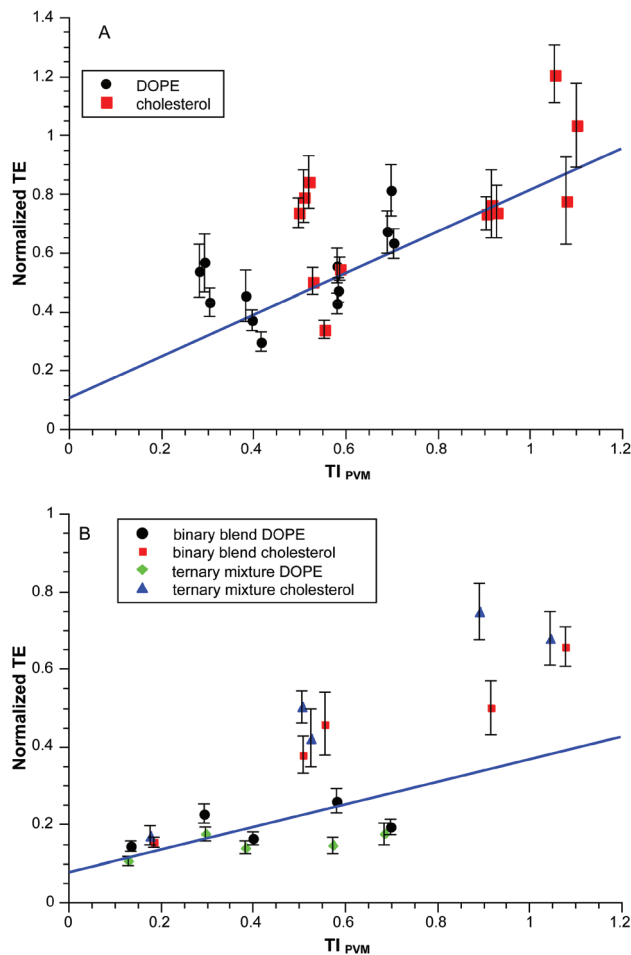 A
DOPE
cholesterol
Normalized TE
1.4
1.2
1
0.8
0.6
0.4
0.2
0
0
0.2
0.4
0.6
0.8
1
1.2
TI PVM
B
binary blend DOPE
binary blend cholesterol
ternary mixture DOPE
ternary mixture cholesterol
Normalized TE
1
0.8
0.6
0.4
0.2
0
0
0.2
0.4
0.6
0.8
1
1.2
TI PVM